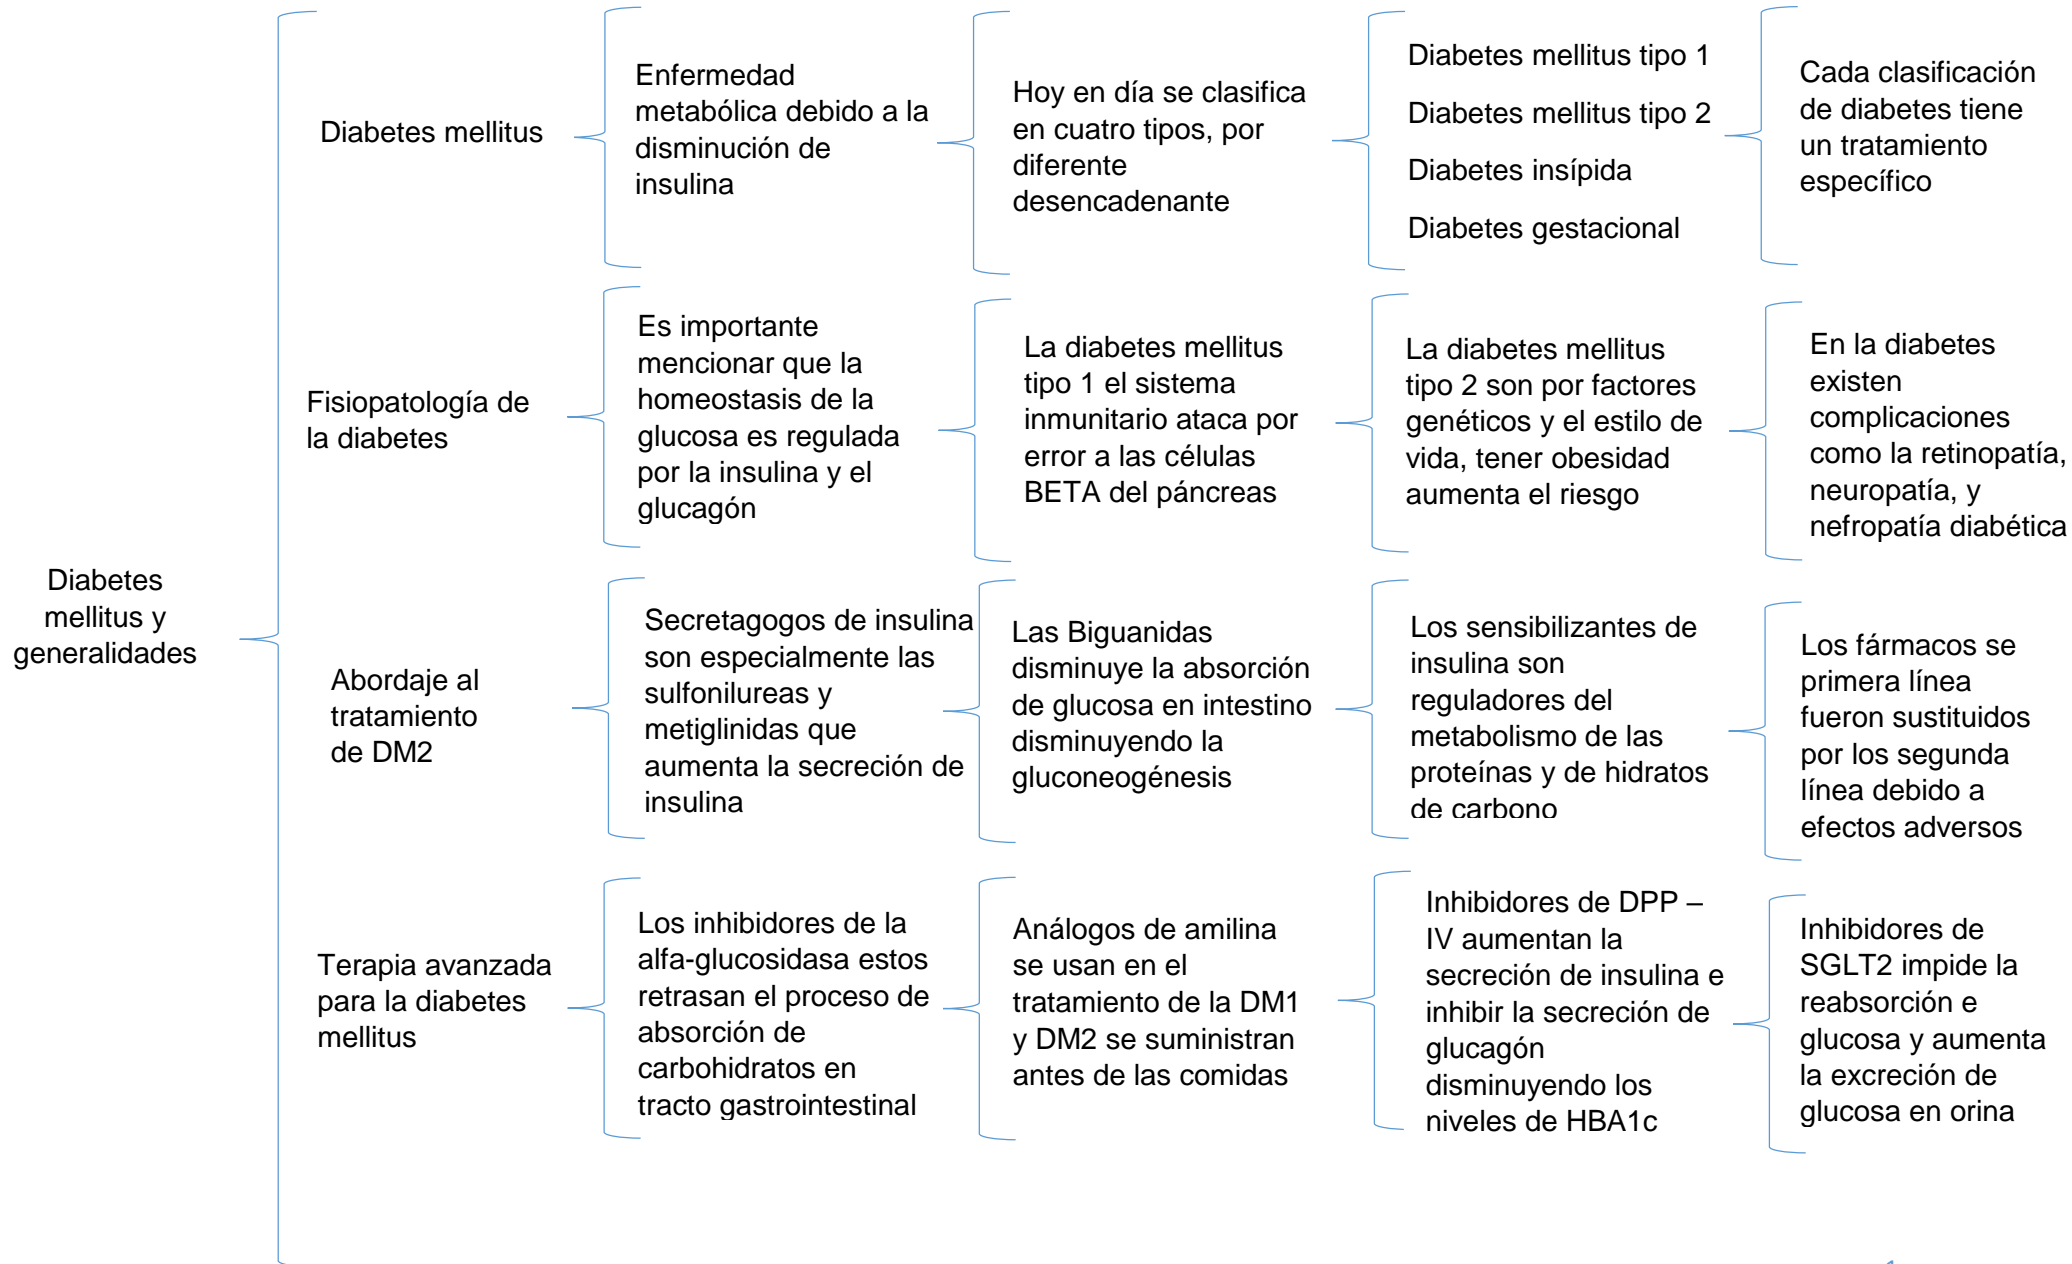 Diabetes
mellitus y
generalidades
Diabetes mellitus
Enfermedad
metabólica debido a la
disminución de
insulina
Hoy en día se clasifica
en cuatro tipos, por
diferente
desencadenante
Diabetes mellitus tipo 1
Diabetes mellitus tipo 2
Diabetes insípida
Diabetes gestacional
Cada clasificación
de diabetes tiene
un tratamiento
específico
Fisiopatología de
la diabetes
Es importante
mencionar que la
homeostasis de la
glucosa es regulada
por la insulina y el
glucagón
La diabetes mellitus
tipo 1 el sistema
inmunitario ataca por
error a las células
BETA del páncreas
La diabetes mellitus
tipo 2 son por factores
genéticos y el estilo de
vida, tener obesidad
aumenta el riesgo
En la diabetes
existen
complicaciones
como la retinopatía,
neuropatía, y
nefropatía diabética
Abordaje al
tratamiento
de DM2
Secretagogos de insulina
son especialmente las
sulfonilureas y
metiglinidas que
aumenta la secreción de
insulina
Las Biguanidas
disminuye la absorción
de glucosa en intestino
disminuyendo la
gluconeogénesis
Los sensibilizantes de
insulina son
reguladores del
metabolismo de las
proteínas y de hidratos
de carbono
Los fármacos se
primera línea
fueron sustituidos
por los segunda
línea debido a
efectos adversos
Terapia avanzada
para la diabetes
mellitus
Los inhibidores de la
alfa-glucosidasa estos
retrasan el proceso de
absorción de
carbohidratos en
tracto gastrointestinal
Análogos de amilina
se usan en el
tratamiento de la DM1
y DM2 se suministran
antes de las comidas
Inhibidores de DPP –
IV aumentan la
secreción de insulina e
inhibir la secreción de
glucagón
disminuyendo los
niveles de HBA1c
Inhibidores de
SGLT2 impide la
reabsorción e
glucosa y aumenta
la excreción de
glucosa en orina